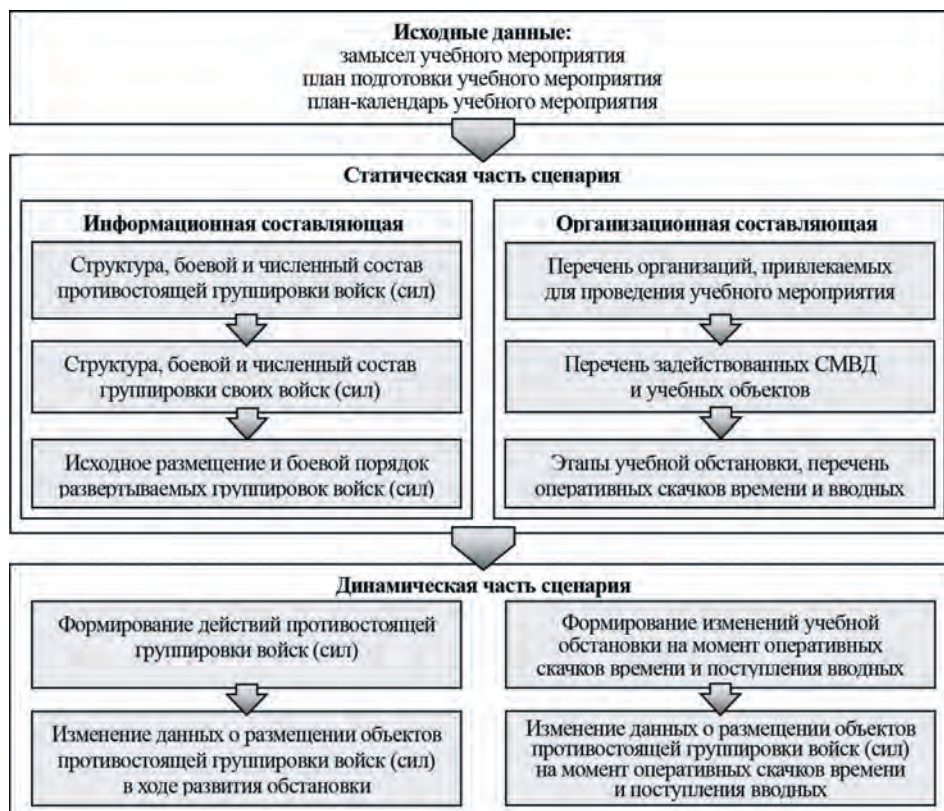 Исходные данные:
замысел учебного мероприятия
план подготовки учебного мероприятия
план-календарь учебного мероприятия
Статическая часть сценария
Информационная составляющая
Структура, боевой и численный состав
противостоящей группировки войск (сил)
Структура, боевой и численный состав
группировки своих войск (сил)
Исходное размещение и боевой порядок
развертываемых группировок войск (сил)
Организационная составляющая
Перечень организаций, привлекаемых
для проведения учебного мероприятия
Перечень задействованных СМВД
и учебных объектов
Этапы учебной обстановки, перечень
оперативных скачков времени и вводных
Динамическая часть сценария
Формирование действий противостоящей
группировки войск (сил)
Изменение данных о размещении объектов
противостоящей группировки войск (сил)
в ходе развития обстановки
Формирование изменений учебной
обстановки на момент оперативных
скачков времени и поступления вводных
Изменение данных о размещении объектов
противостоящей группировки войск (сил)
на момент оперативных скачков времени
и поступления вводных